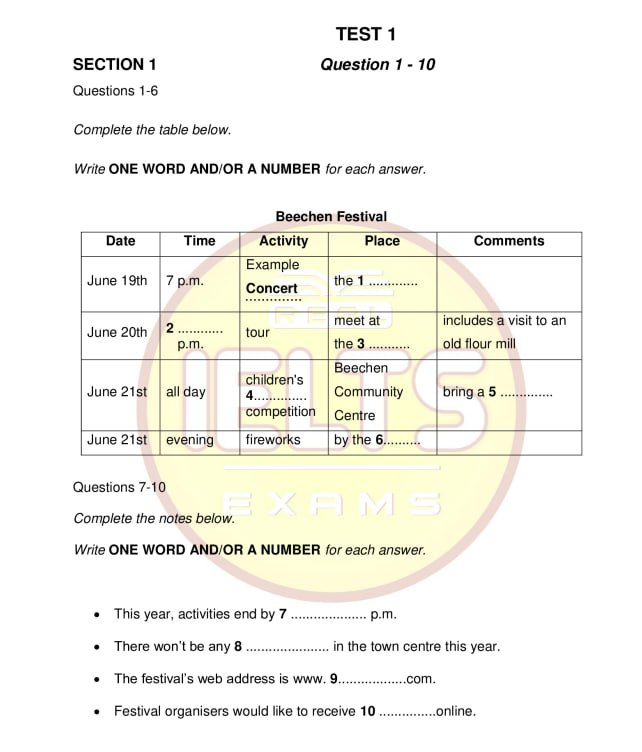 TEST 1
SECTION 1 Question 1 - 10
Questions 1-6
Complete the table below.
Write ONE WORD AND/OR A NUMBER for each answer.
Beechen Festival
Date Time Activity Place Comments
June 19th 7 p.m. Example Concert the 1 .............
June 20th 2 ............ p.m. tour meet at the 3 ........... includes a visit to an old flour mill
June 21st all day children's 4.............. competition Beechen Community Centre bring a 5 ..............
June 21st evening fireworks by the 6..........
Questions 7-10
Complete the notes below.
Write ONE WORD AND/OR A NUMBER for each answer.
• This year, activities end by 7 .................... p.m.
• There won't be any 8 ...................... in the town centre this year.
• The festival's web address is www. 9..................com.
• Festival organisers would like to receive 10 ...............online.
REAL
IELTS
EXAMS